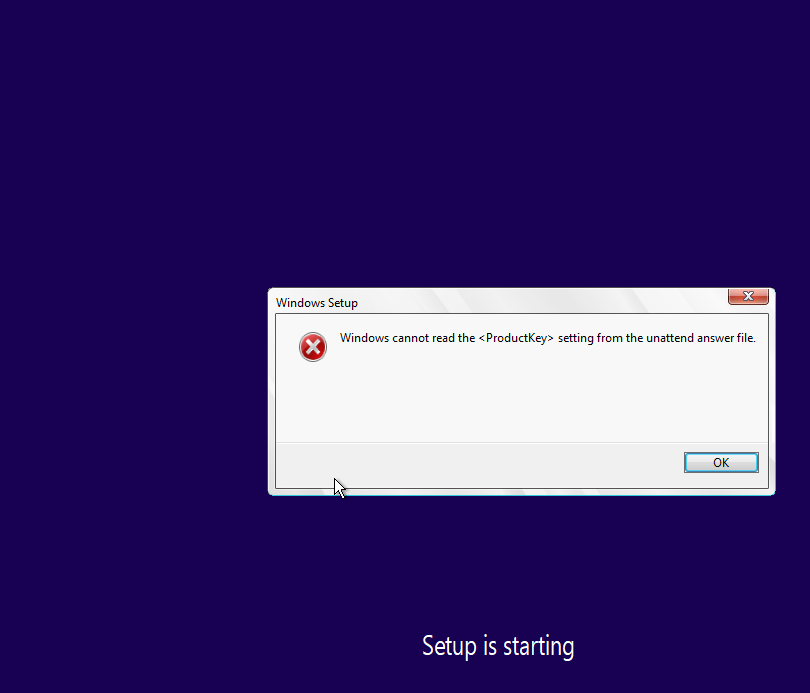 Windows Setup
Windows cannot read the <ProductKey> setting from the unattend answer file.
OK
Setup is starting